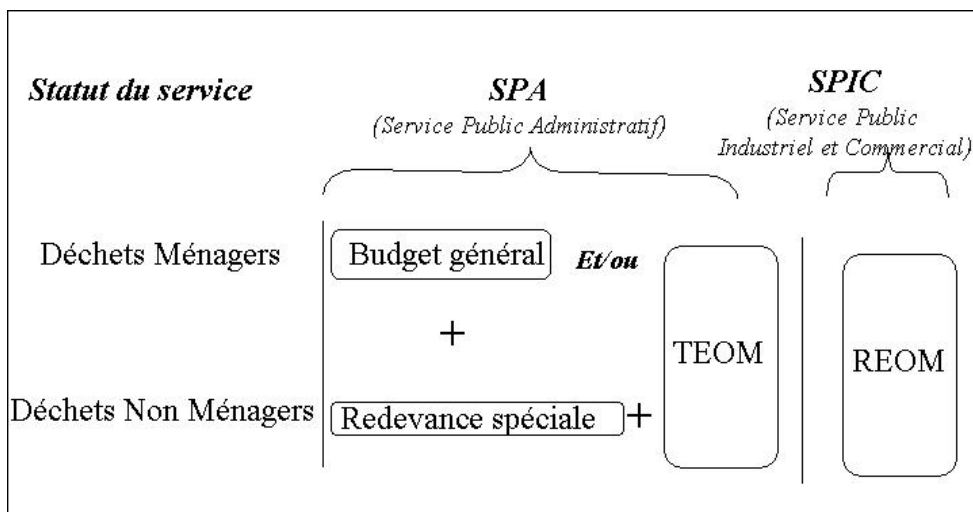 Statut du service
SPA
(Service Public Administratif)
SPIC
(Service Public
Industriel et Commercial)
Déchets Ménagers
Budget général
Et/ou
+
TEOM
REOM
Déchets Non Ménagers
Redevance spéciale
+